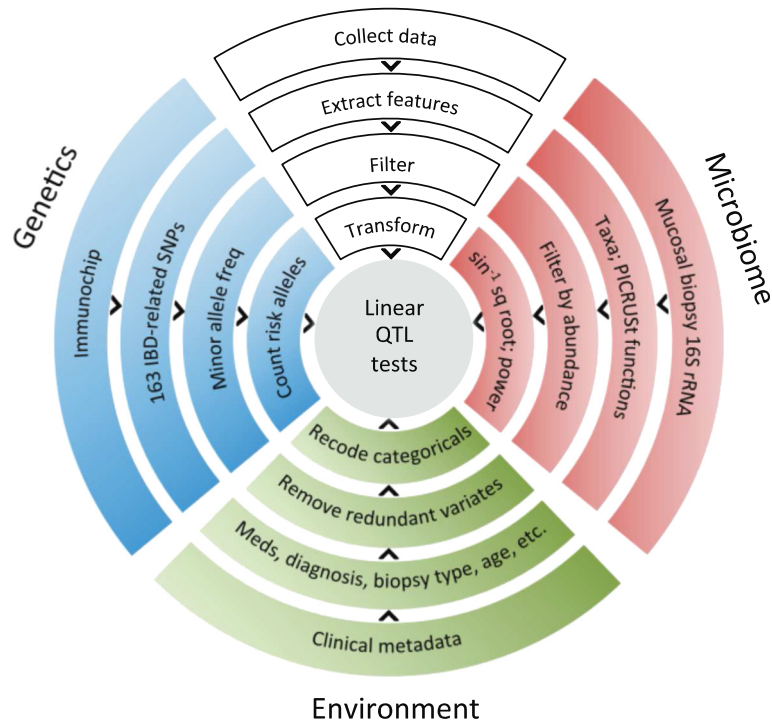 Collect data
Extract features
Filter
Transform
Genetics
Immunochip
163 IBD-related SNPs
Minor allele freq
Count risk alleles
Linear
QTL
tests
sin⁻¹ sq root; power
Filter by abundance
Taxa; PICRUSt functions
Mucosal biopsy 16S rRNA
Microbiome
Recode categoricals
Remove redundant variates
Meds, diagnosis, biopsy type, age, etc.
Clinical metadata
Environment